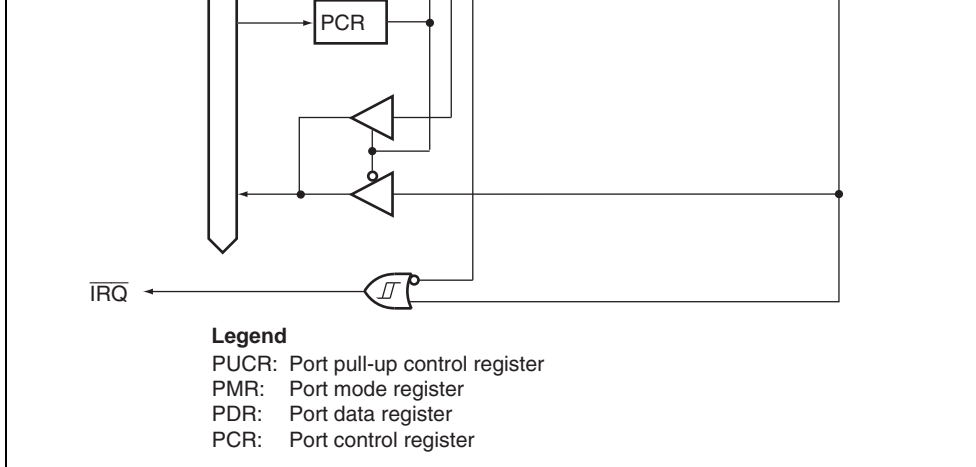 PCR
IRQ
Legend
PUCR: Port pull-up control register
PMR: Port mode register
PDR: Port data register
PCR: Port control register